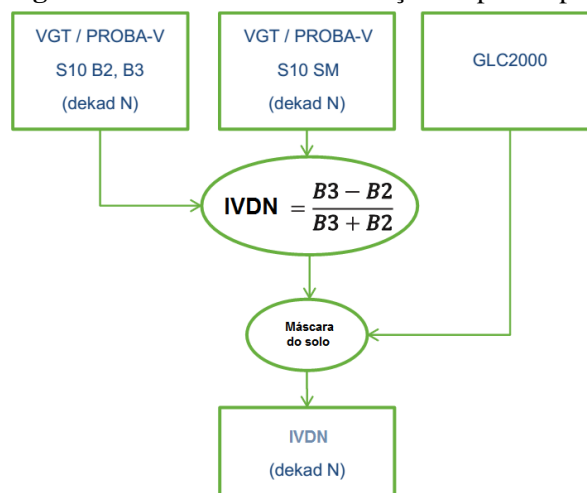 VGT / PROBA-V
S10 B2, B3
(dekad N)
VGT / PROBA-V
S10 SM
(dekad N)
GLC2000
IVDN = B3 − B2 / B3 + B2
Máscara
do solo
IVDN
(dekad N)